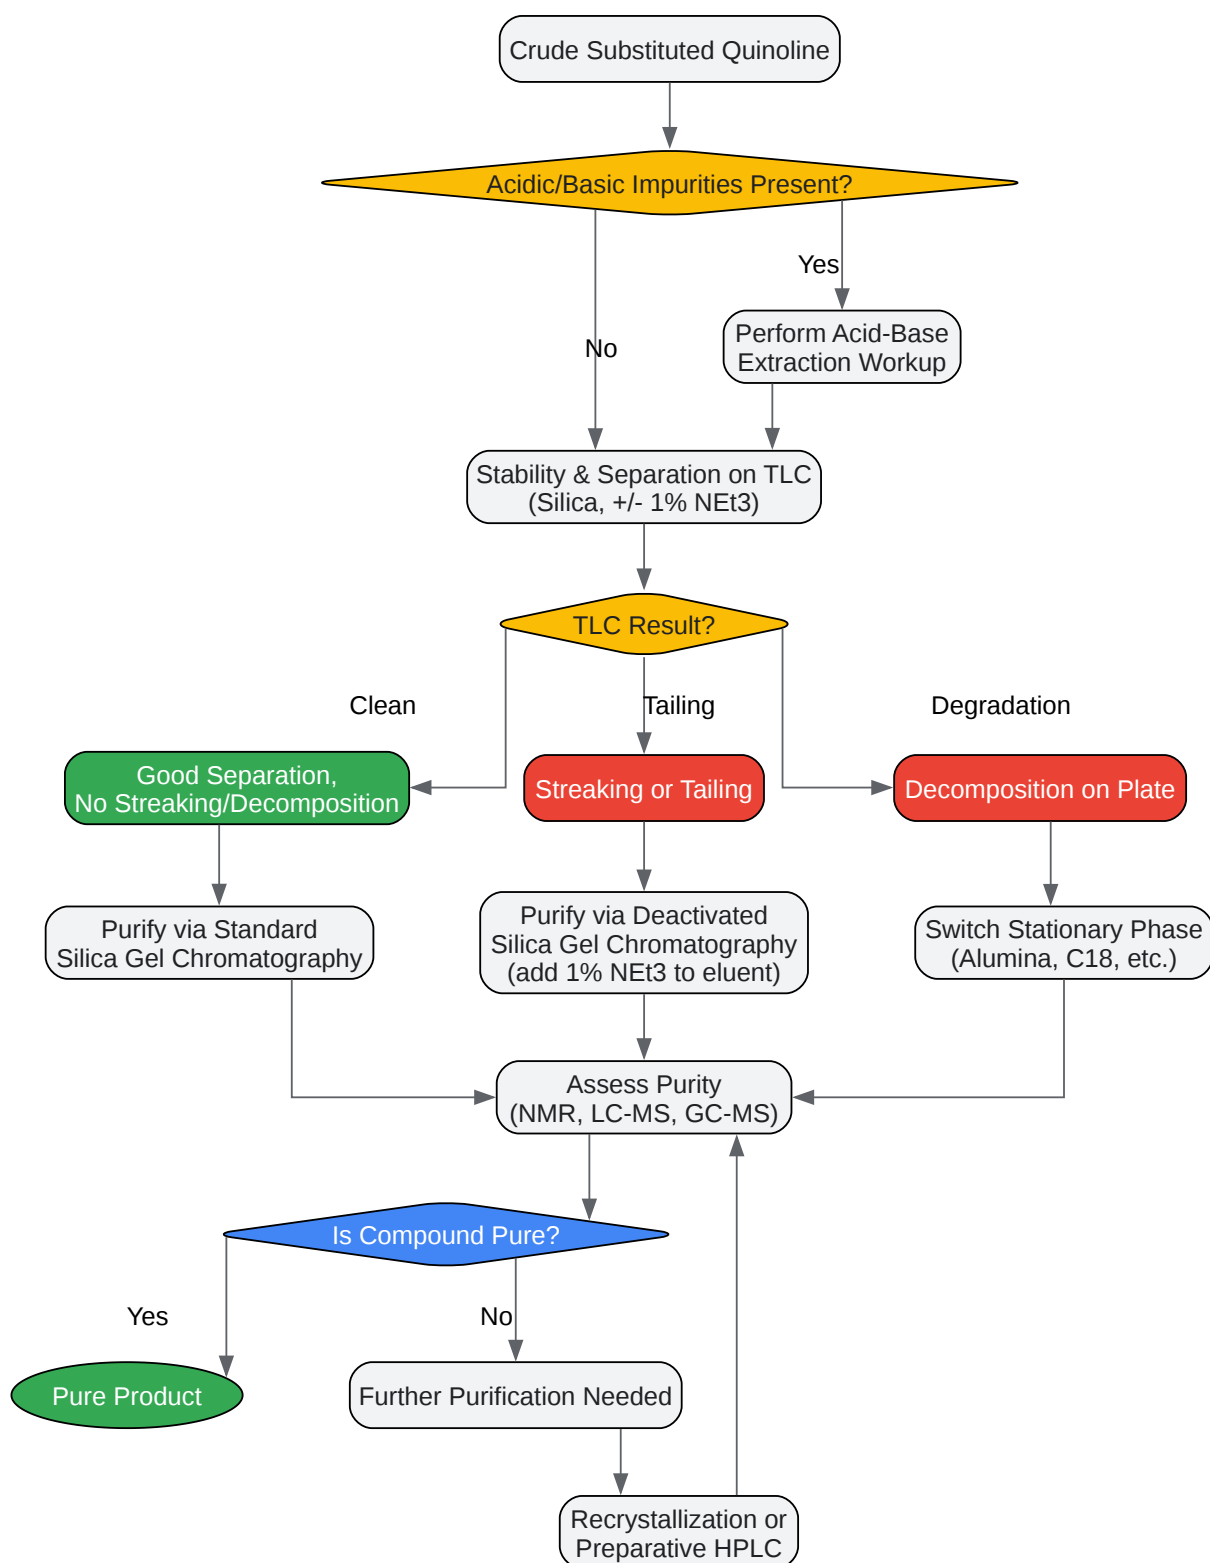 Crude Substituted Quinoline
Acidic/Basic Impurities Present?
Yes
No
Perform Acid-Base
Extraction Workup
Stability & Separation on TLC
(Silica, +/- 1% NEt3)
TLC Result?
Clean
Tailing
Degradation
Good Separation,
No Streaking/Decomposition
Streaking or Tailing
Decomposition on Plate
Purify via Standard
Silica Gel Chromatography
Purify via Deactivated
Silica Gel Chromatography
(add 1% NEt3 to eluent)
Switch Stationary Phase
(Alumina, C18, etc.)
Assess Purity
(NMR, LC-MS, GC-MS)
Is Compound Pure?
Yes
No
Pure Product
Further Purification Needed
Recrystallization or
Preparative HPLC